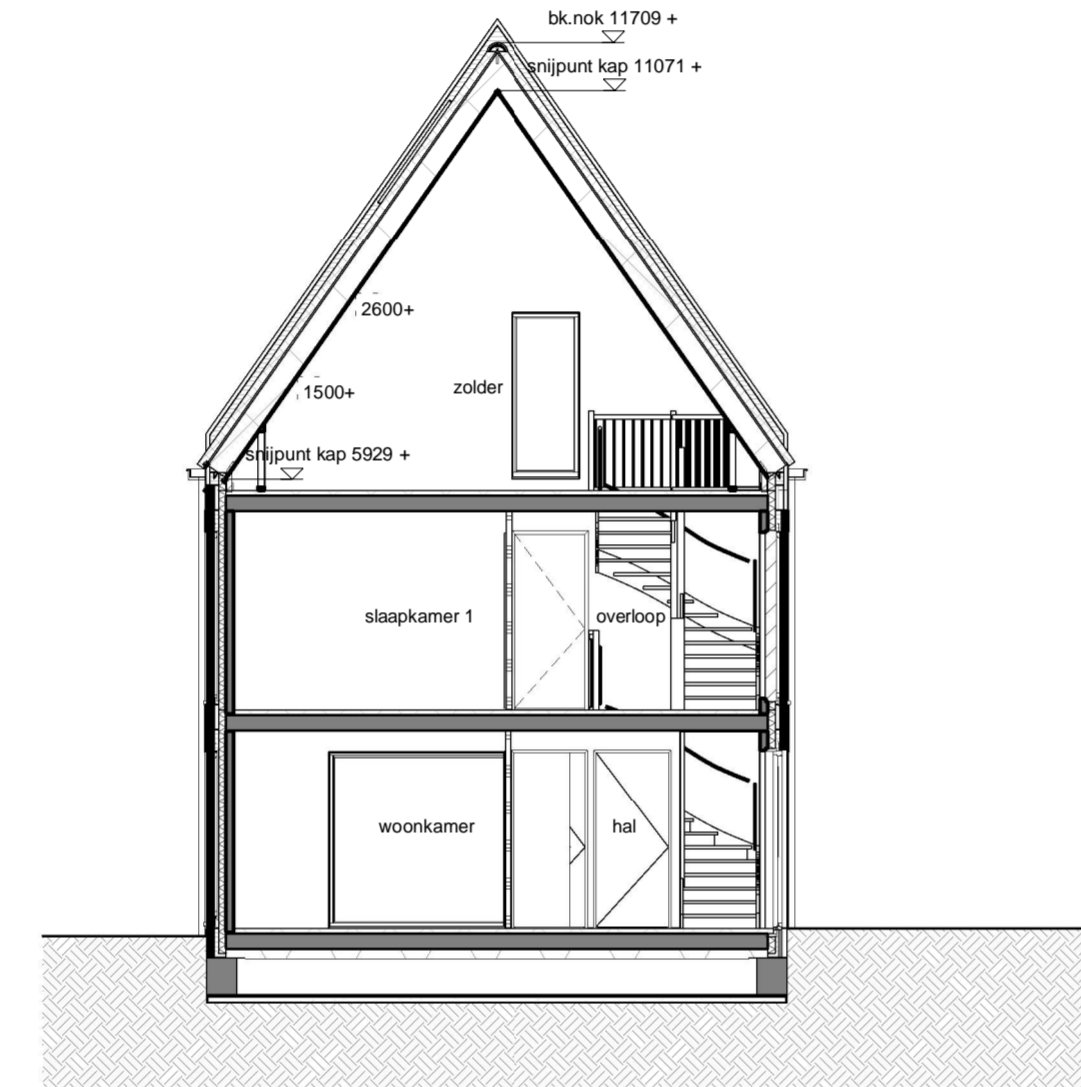 bk.nok 11709 +
snijpunt kap 11071 +
2600+
1500+
zolder
snijpunt kap 5929 +
slaapkamer 1
overloop
woonkamer
hal